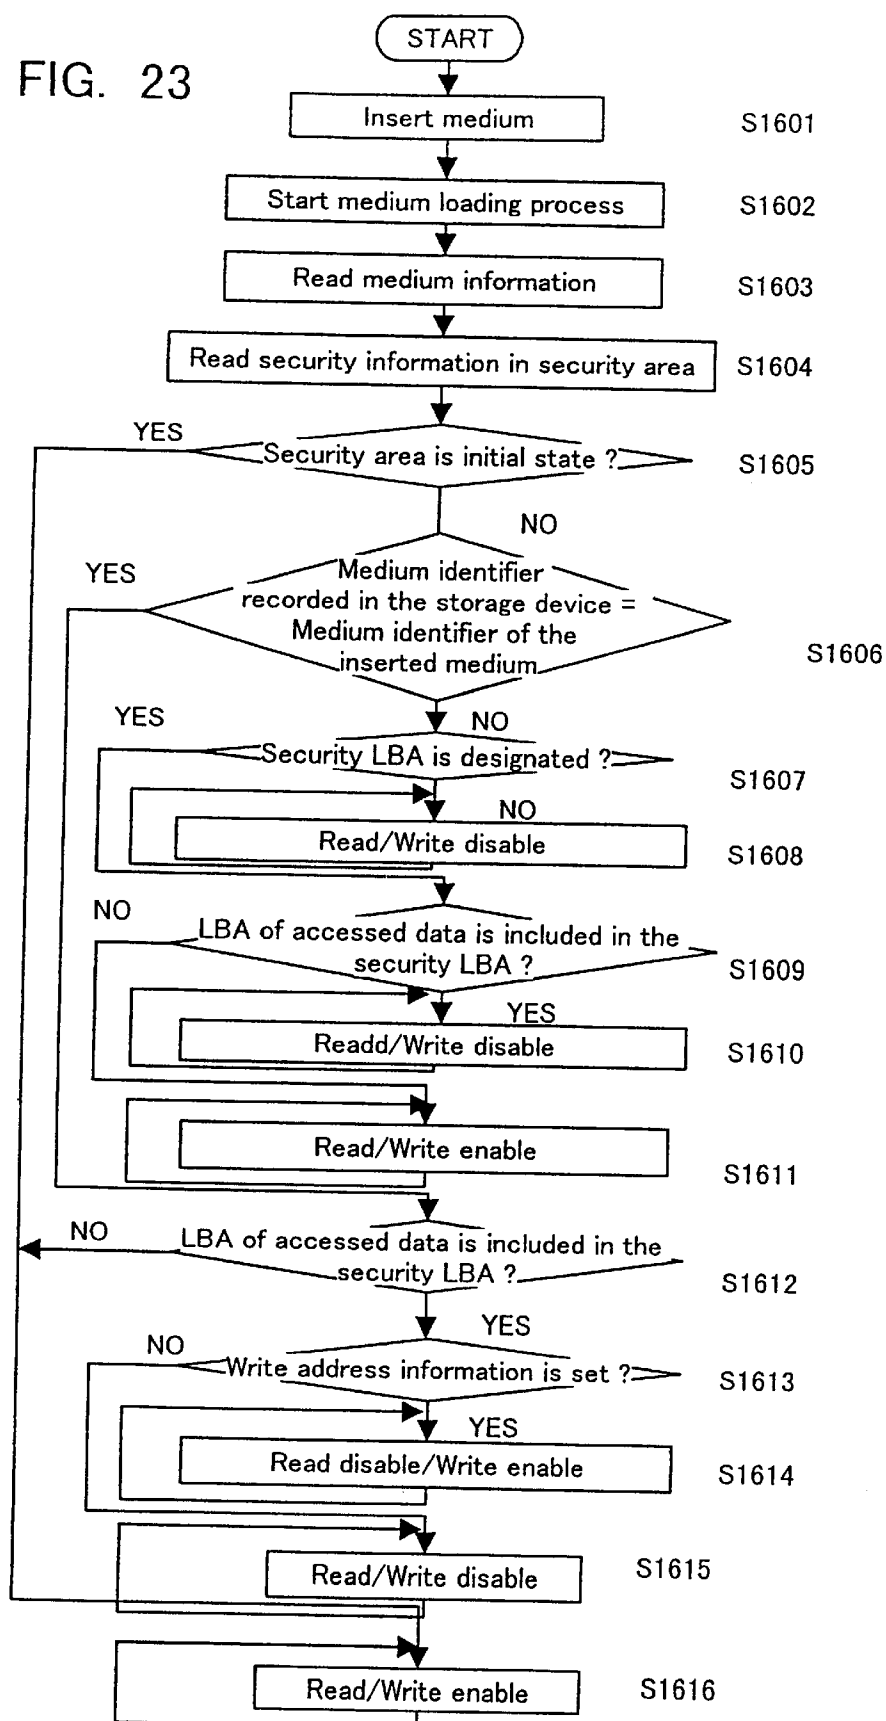 START
FIG. 23
Insert medium
S1601
Start medium loading process
S1602
Read medium information
S1603
Read security information in security area
S1604
YES
Security area is initial state ?
S1605
NO
YES
Medium identifier
recorded in the storage device =
Medium identifier of the
inserted medium
S1606
YES
NO
Security LBA is designated ?
S1607
NO
Read/Write disable
S1608
NO
LBA of accessed data is included in the
security LBA ?
S1609
YES
Readd/Write disable
S1610
Read/Write enable
S1611
NO
LBA of accessed data is included in the
security LBA ?
S1612
YES
NO
Write address information is set ?
S1613
YES
Read disable/Write enable
S1614
Read/Write disable
S1615
Read/Write enable
S1616